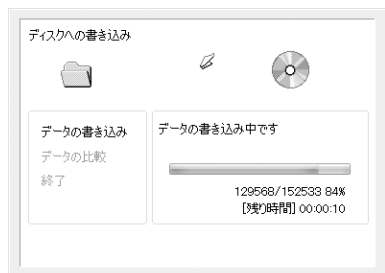 ディスクへの書き込み
データの書き込み
データの比較
終了
データの書き込み中です
129568/152533 84%
[残り時間] 00:00:10